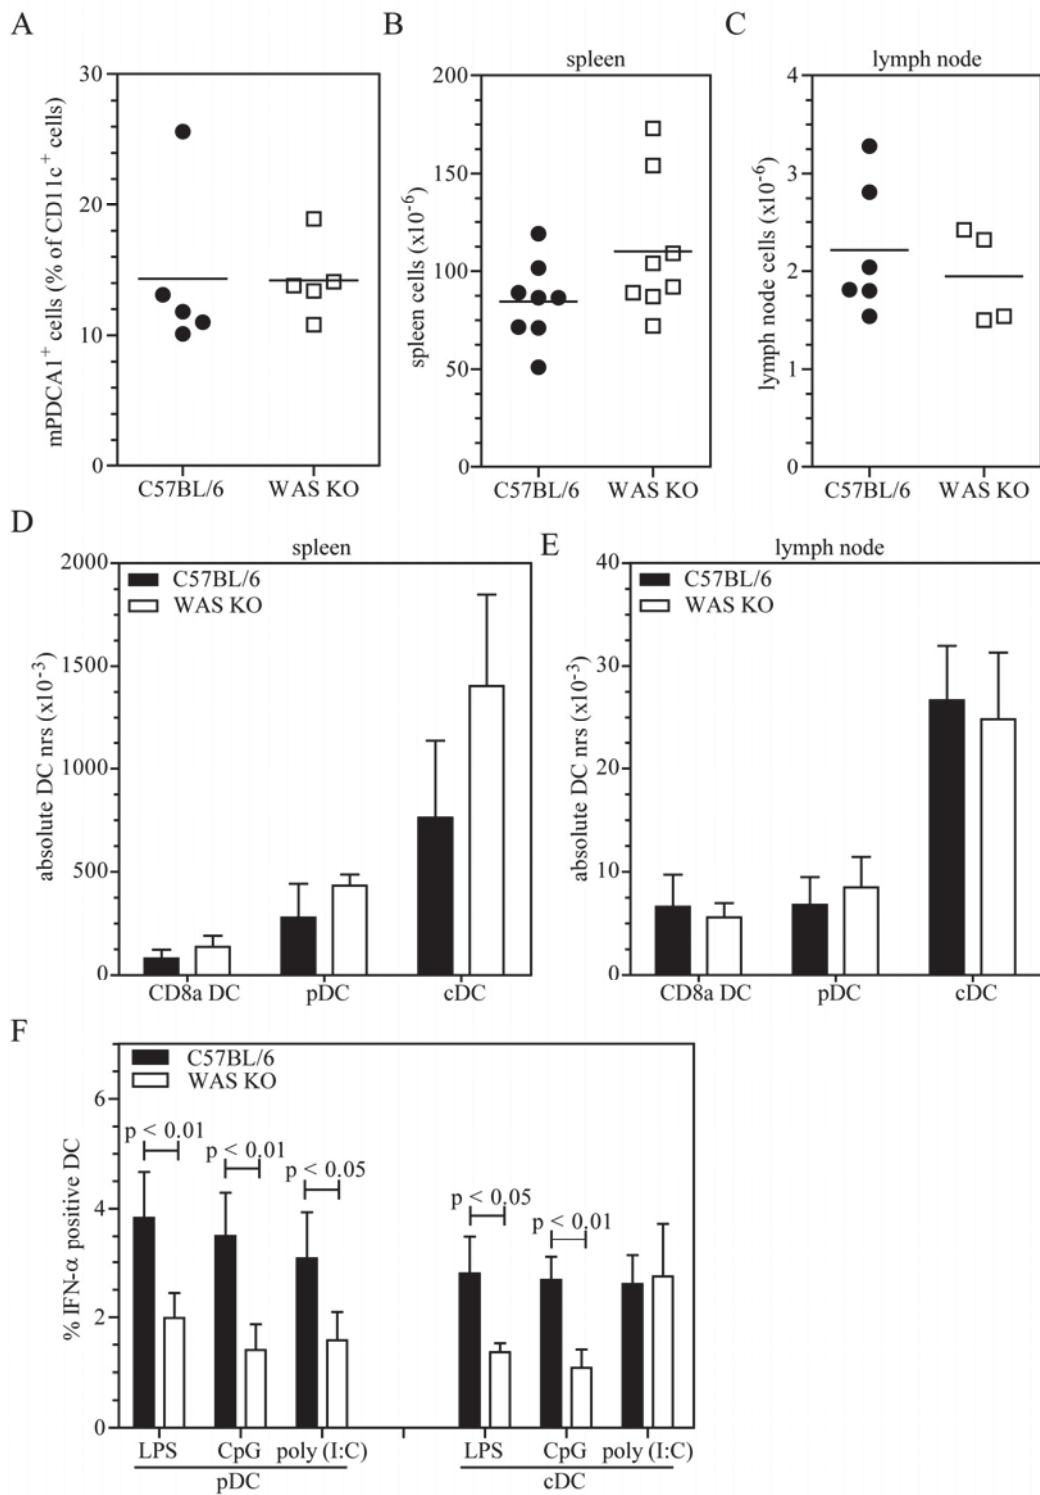 A
mPDCA1+ cells (% of CD11c+ cells)
30
20
10
0
C57BL/6 WAS KO
B
spleen
spleen cells (x10-6)
200
150
100
50
0
C57BL/6 WAS KO
C
lymph node
lymph node cells (x10-6)
4
3
2
1
0
C57BL/6 WAS KO
D
spleen
absolute DC nrs (x10-3)
2000
1500
1000
500
0
C57BL/6
WAS KO
CD8a DC pDC cDC
E
lymph node
absolute DC nrs (x10-3)
40
30
20
10
0
C57BL/6
WAS KO
CD8a DC pDC cDC
F
% IFN-α positive DC
6
4
2
0
C57BL/6
WAS KO
p < 0.01
p < 0.01
p < 0.05
p < 0.05
p < 0.01
LPS CpG poly (I:C) LPS CpG poly (I:C)
pDC cDC